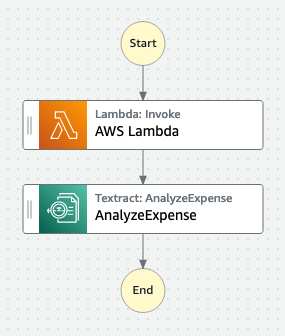 Start
Lambda: Invoke
AWS Lambda
Textract: AnalyzeExpense
AnalyzeExpense
End